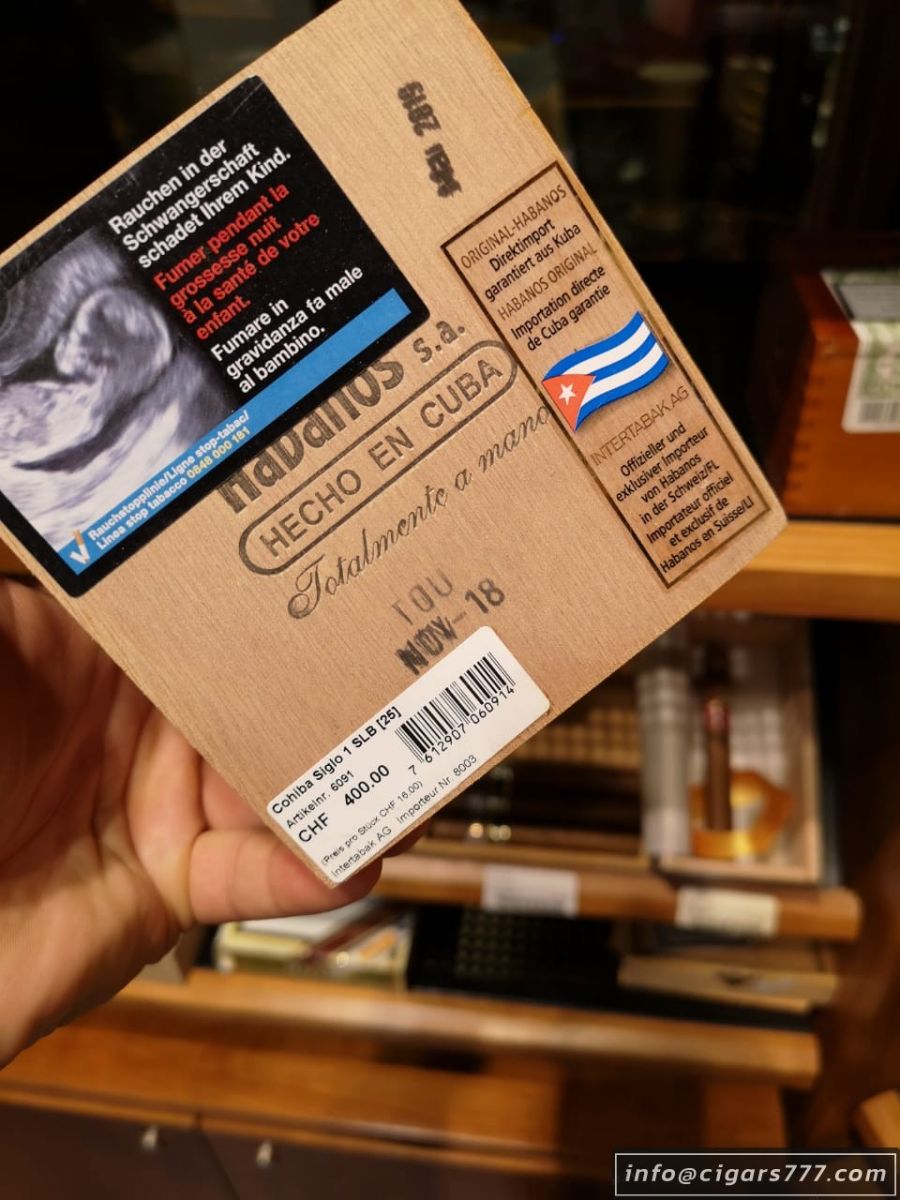 Rauchen in der
Schwangerschaft
schadet Ihrem Kind.
Fumer pendant la
grossesse nuit
à la santé de votre
enfant.
Fumare in
gravidanza fa male
al bambino.
Rauchstopplinie/Ligne stop-tabac/
Linea stop tabacco 0848 000 181
2819
ORIGINAL-HABANOS
Direktimport
garantiert aus Kuba
HABANOS ORIGINAL
Importation directe
de Cuba garantie
INTERTABAK AG
Offizieller und
exklusiver Importeur
von Habanos
in der Schweiz/FL
Importateur officiel
et exclusif de
Habanos en Suisse/LI
Habanos s.a.
HECHO EN CUBA
Totalmente a mano
TOU
NOV-18
Cohiba Siglo 1 SLB [25]
Artikelnr. 6091
CHF 400.00
7 612907 060914
(Preis pro Stück CHF 16.00)
Intertabak AG Importeur Nr. 8003
info@cigars777.com